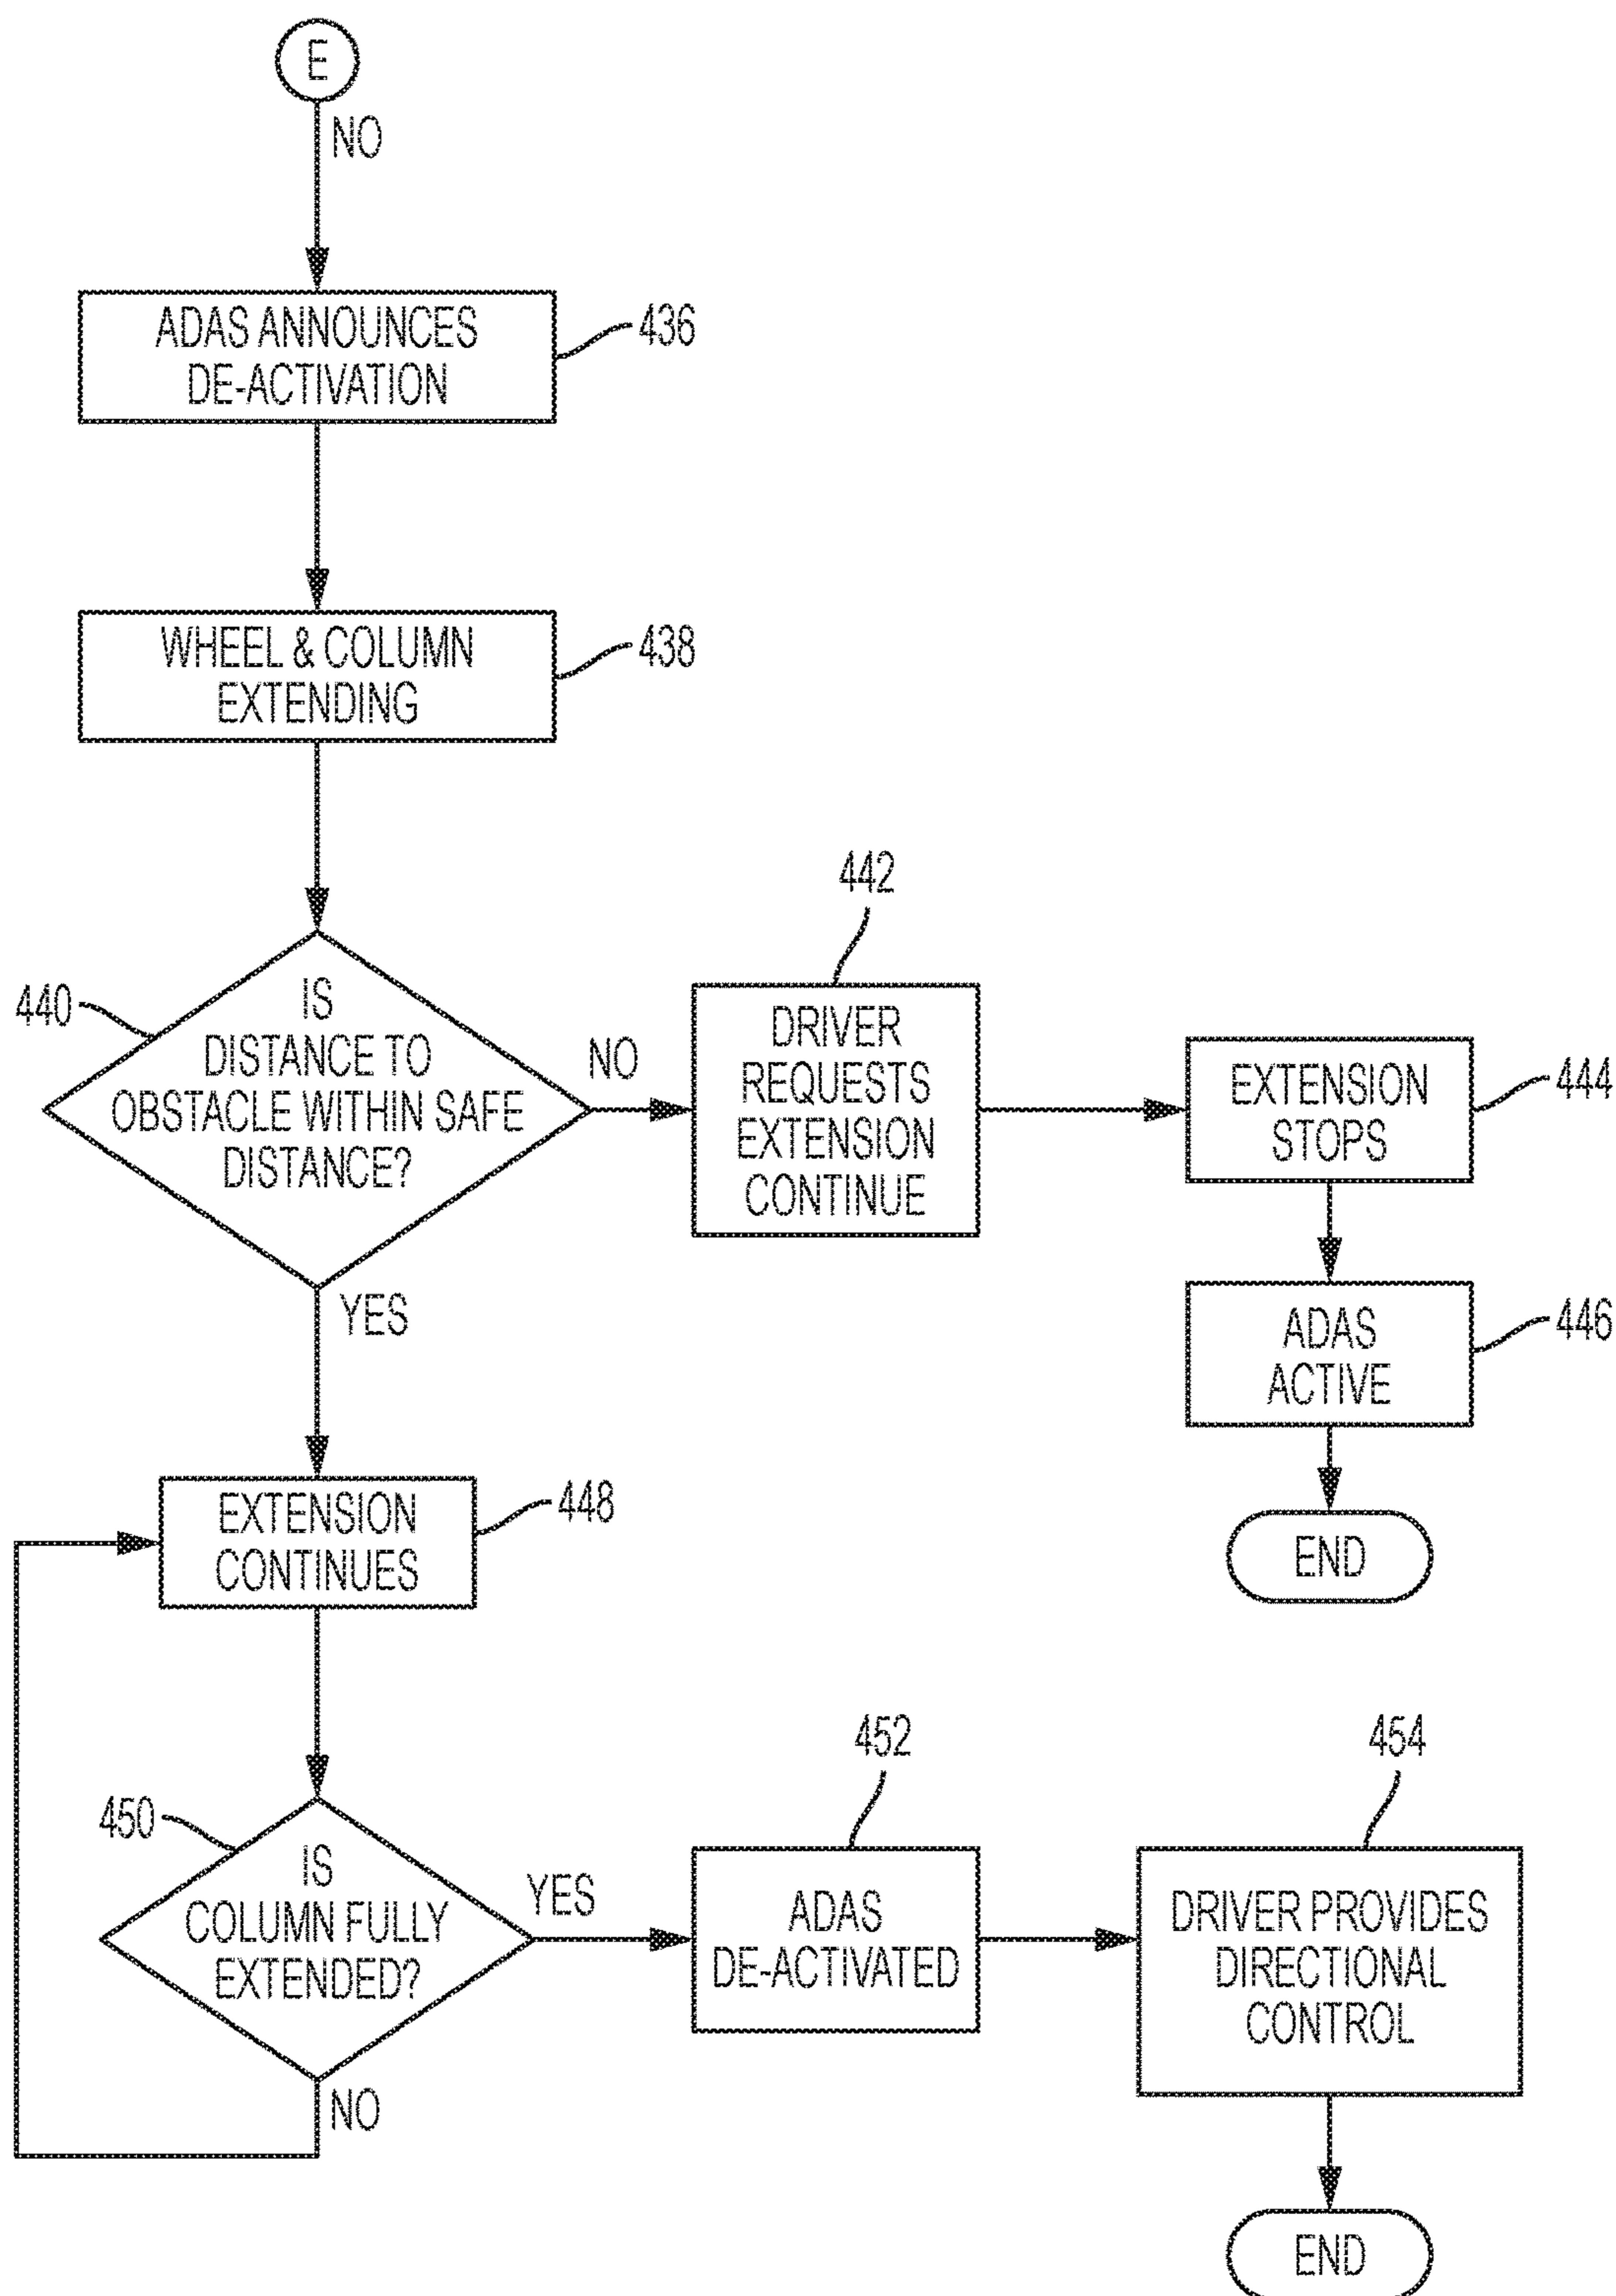 E
NO
ADAS ANNOUNCES
DE-ACTIVATION
436
WHEEL & COLUMN
EXTENDING
438
440
IS
DISTANCE TO
OBSTACLE WITHIN SAFE
DISTANCE?
NO
442
DRIVER
REQUESTS
EXTENSION
CONTINUE
EXTENSION
STOPS
444
ADAS
ACTIVE
446
END
YES
EXTENSION
CONTINUES
448
450
IS
COLUMN FULLY
EXTENDED?
YES
452
ADAS
DE-ACTIVATED
454
DRIVER PROVIDES
DIRECTIONAL
CONTROL
NO
END